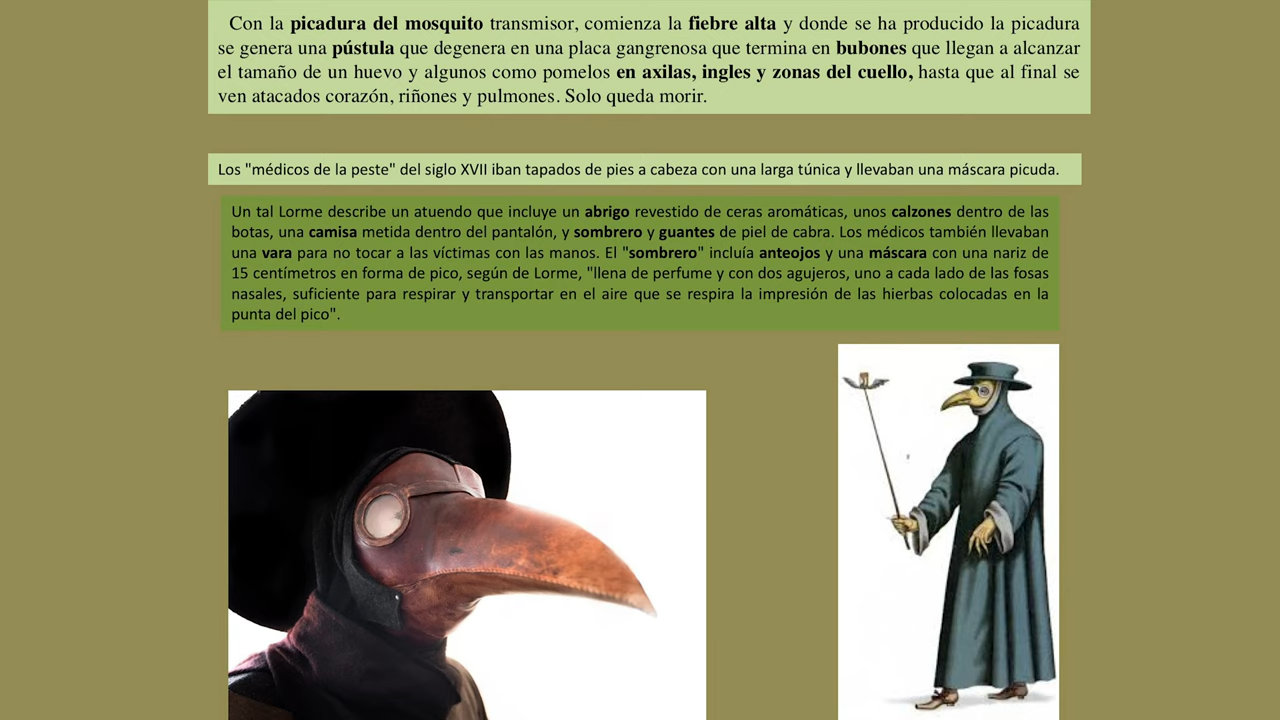 Con la picadura del mosquito transmisor, comienza la fiebre alta y donde se ha producido la picadura
se genera una pústula que degenera en una placa gangrenosa que termina en bubones que llegan a alcanzar
el tamaño de un huevo y algunos como pomelos en axilas, ingles y zonas del cuello, hasta que al final se
ven atacados corazón, riñones y pulmones. Solo queda morir.
Los "médicos de la peste" del siglo XVII iban tapados de pies a cabeza con una larga túnica y llevaban una máscara picuda.
Un tal Lorme describe un atuendo que incluye un abrigo revestido de ceras aromáticas, unos calzones dentro de las
botas, una camisa metida dentro del pantalón, y sombrero y guantes de piel de cabra. Los médicos también llevaban
una vara para no tocar a las víctimas con las manos. El "sombrero" incluía anteojos y una máscara con una nariz de
15 centímetros en forma de pico, según de Lorme, "llena de perfume y con dos agujeros, uno a cada lado de las fosas
nasales, suficiente para respirar y transportar en el aire que se respira la impresión de las hierbas colocadas en la
punta del pico".